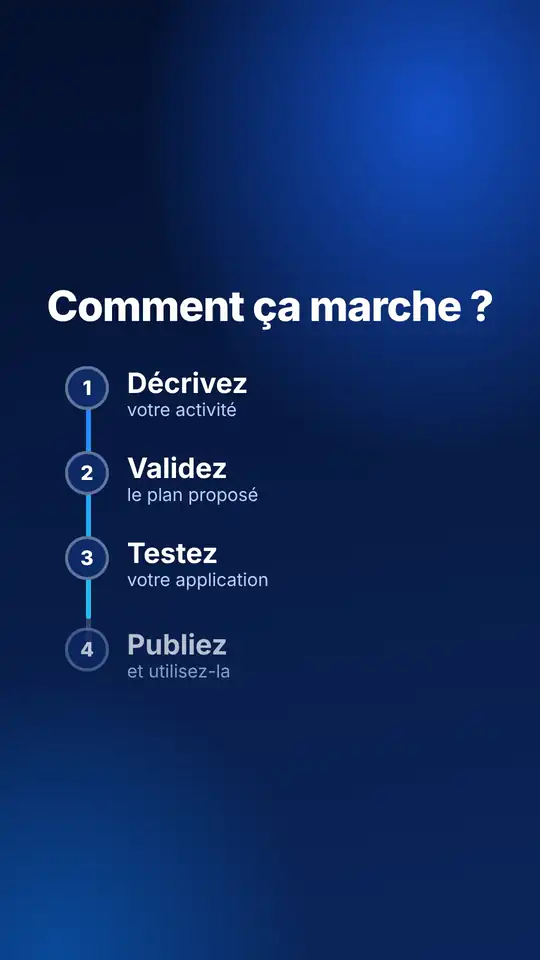 Comment ça marche ?
1
Décrivez
votre activité
2
Validez
le plan proposé
3
Testez
votre application
4
Publiez
et utilisez-la